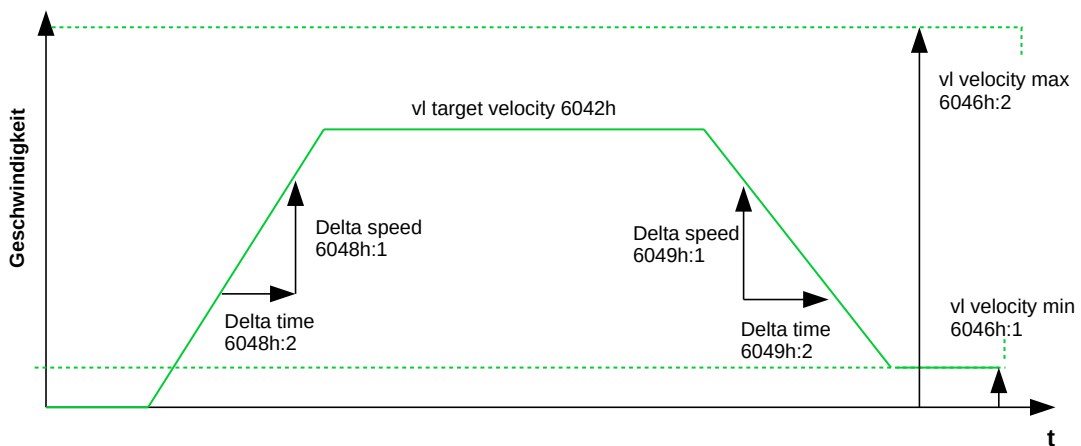 Geschwindigkeit
vl target velocity 6042h
vl velocity max
6046h:2
Delta speed
6048h:1
Delta time
6048h:2
Delta speed
6049h:1
Delta time
6049h:2
vl velocity min
6046h:1
t